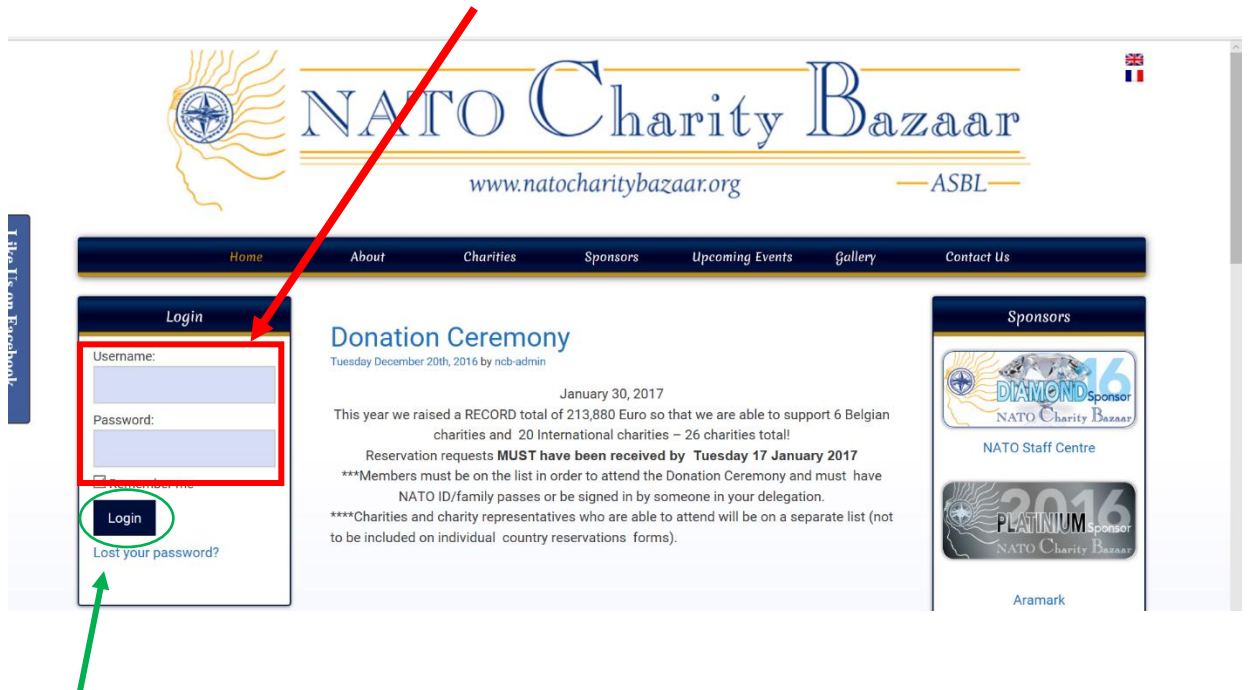 NATO Charity Bazaar
www.natocharitybazaar.org
ASBL
Like Us on Facebook
Home About Charities Sponsors Upcoming Events Gallery Contact Us
Login
Username:
Password:
Remember me
Login
Lost your password?
Donation Ceremony
Tuesday December 20th, 2016 by ncb-admin
January 30, 2017
This year we raised a RECORD total of 213,880 Euro so that we are able to support 6 Belgian
charities and 20 International charities – 26 charities total!
Reservation requests MUST have been received by Tuesday 17 January 2017
***Members must be on the list in order to attend the Donation Ceremony and must have
NATO ID/family passes or be signed in by someone in your delegation.
****Charities and charity representatives who are able to attend will be on a separate list (not
to be included on individual country reservations forms).
Sponsors
2016
DIAMOND Sponsor
NATO Charity Bazaar
NATO Staff Centre
2016
PLATINIUM Sponsor
NATO Charity Bazaar
Aramark